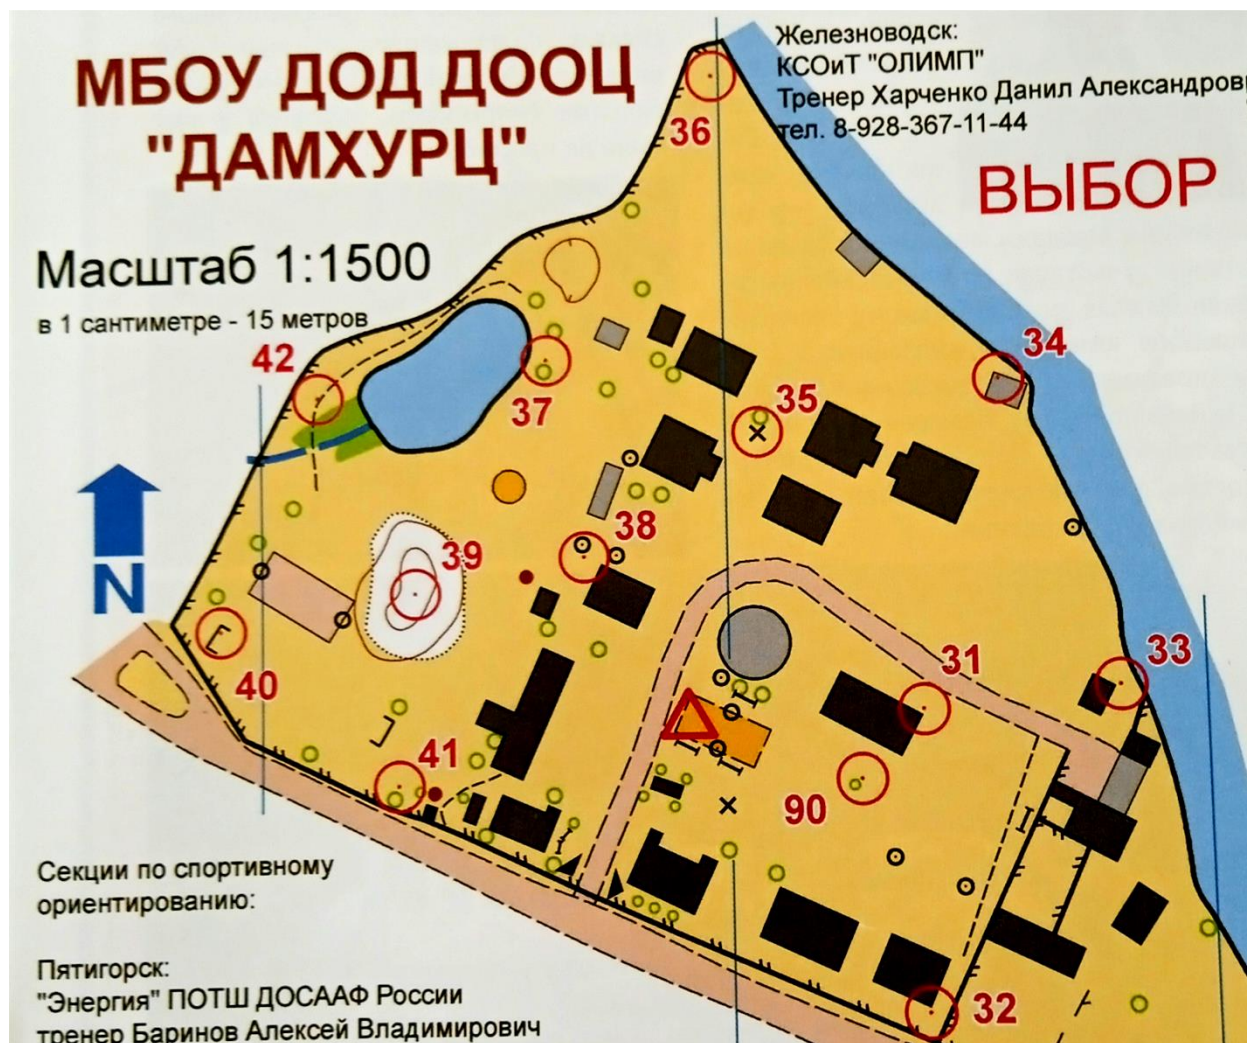 МБОУ ДОД ДООЦ
"ДАМХУРЦ"
Масштаб 1:1500
в 1 сантиметре - 15 метров
Железноводск:
КСОиТ "ОЛИМП"
Тренер Харченко Данил
тел. 8-928-367-11-44
ВЫБОР
36
34
42
37
35
38
39
N
40
31
33
41
90
32
Секции по спортивному
ориентированию:
Пятигорск:
"Энергия" ПОТШ ДОСААФ России
тренер Баринов Алексей Владимирович